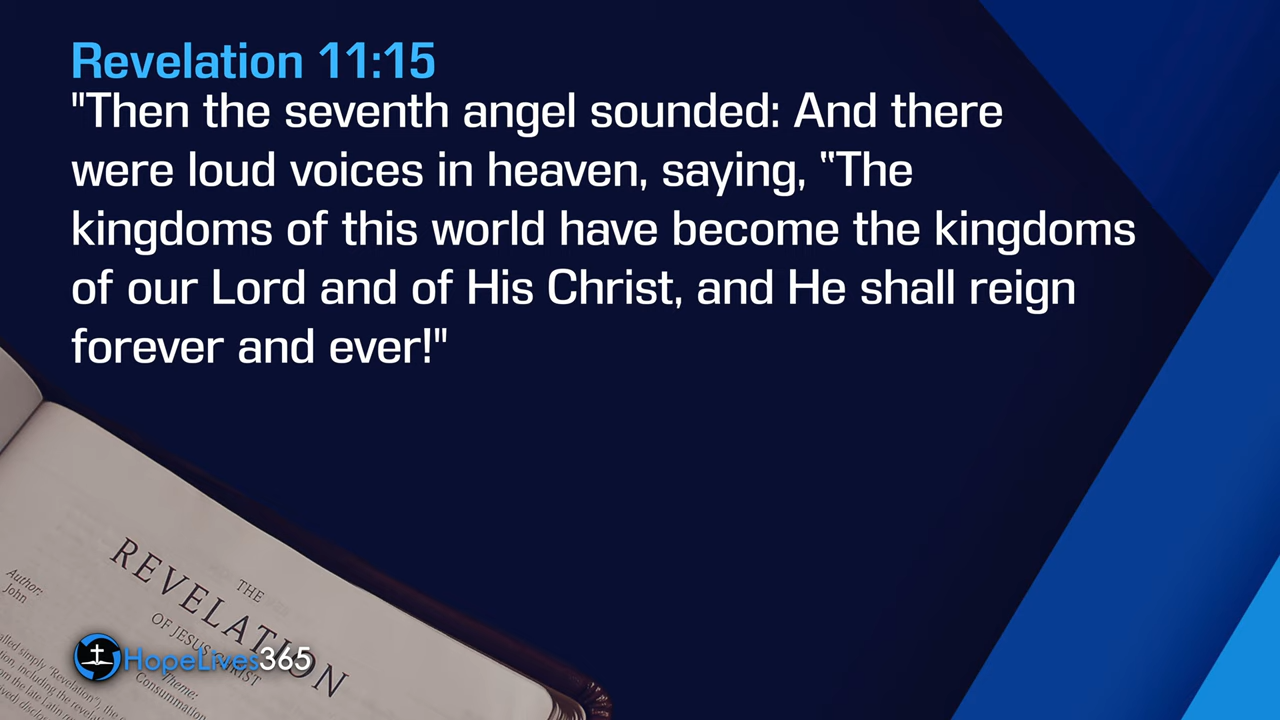 Revelation 11:15
"Then the seventh angel sounded: And there
were loud voices in heaven, saying, "The
kingdoms of this world have become the kingdoms
of our Lord and of His Christ, and He shall reign
forever and ever!"
THE
REVELATION
OF JESUS CHRIST
Author:
John
Theme:
Consummation
HopeLives365